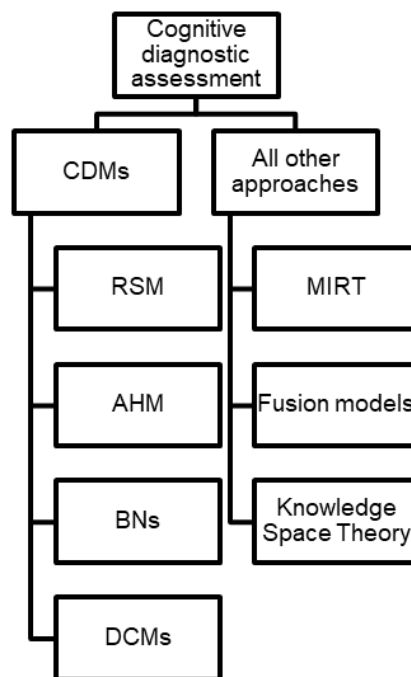 Cognitive
diagnostic
assessment
CDMs
All other
approaches
RSM
MIRT
AHM
Fusion models
BNs
Knowledge
Space Theory
DCMs